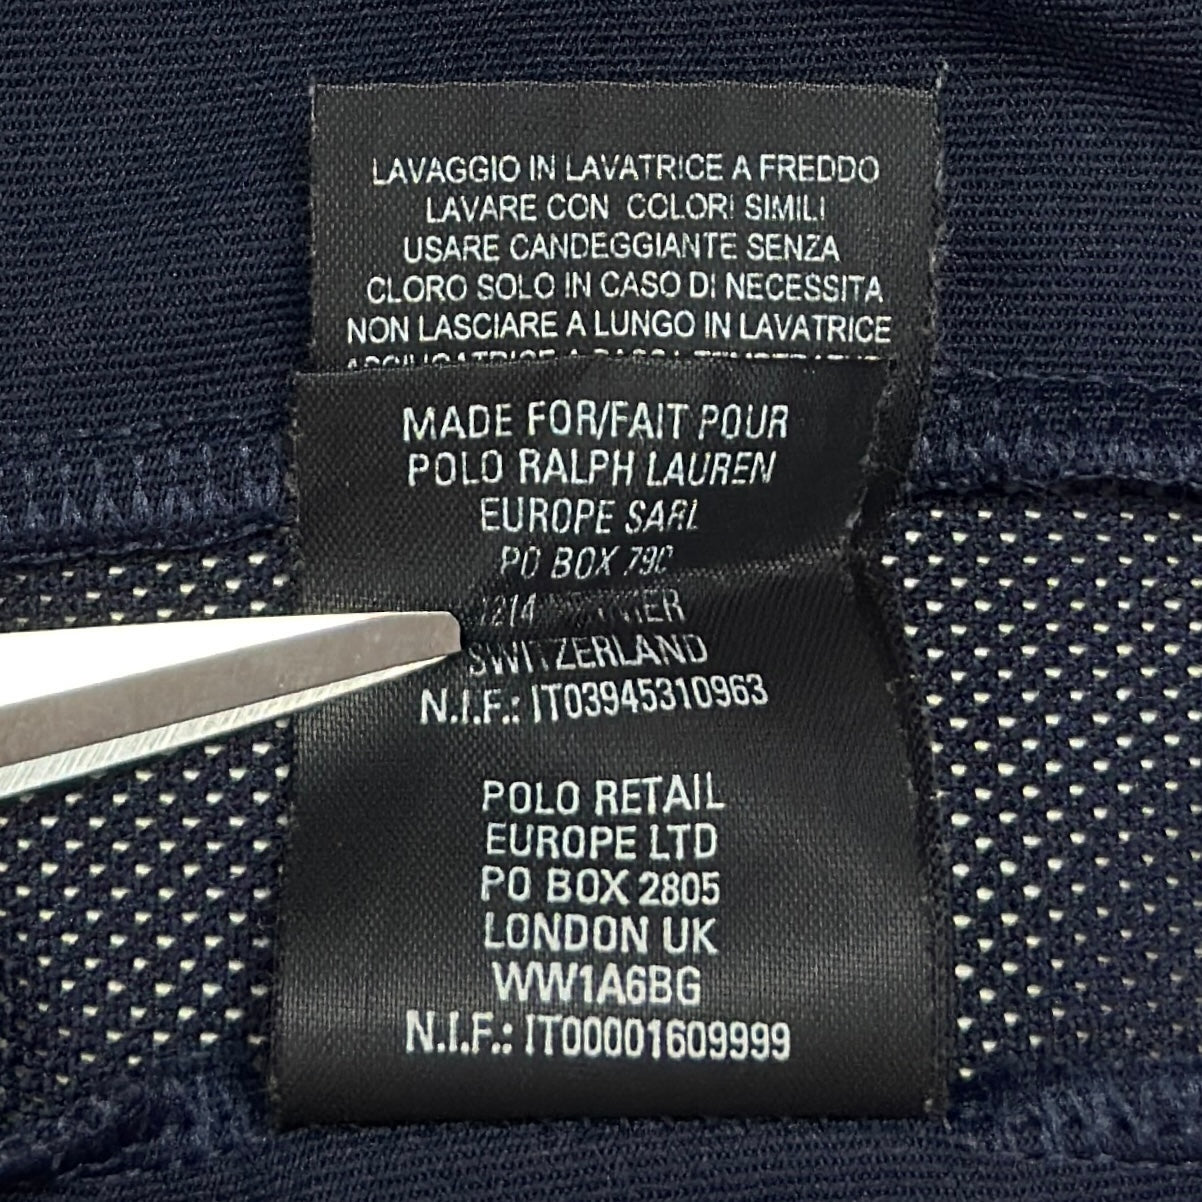 LAVAGGIO IN LAVATRICE A FREDDO
LAVARE CON COLORI SIMILI
USARE CANDEGGIANTE SENZA
CLORO SOLO IN CASO DI NECESSITA
NON LASCIARE A LUNGO IN LAVATRICE
MADE FOR/FAIT POUR
POLO RALPH LAUREN
EUROPE SARL
PO BOX 790
1214
SWITZERLAND
N.I.F.: IT03945310963
POLO RETAIL
EUROPE LTD
PO BOX 2805
LONDON UK
WW1A6BG
N.I.F.: IT00001609999